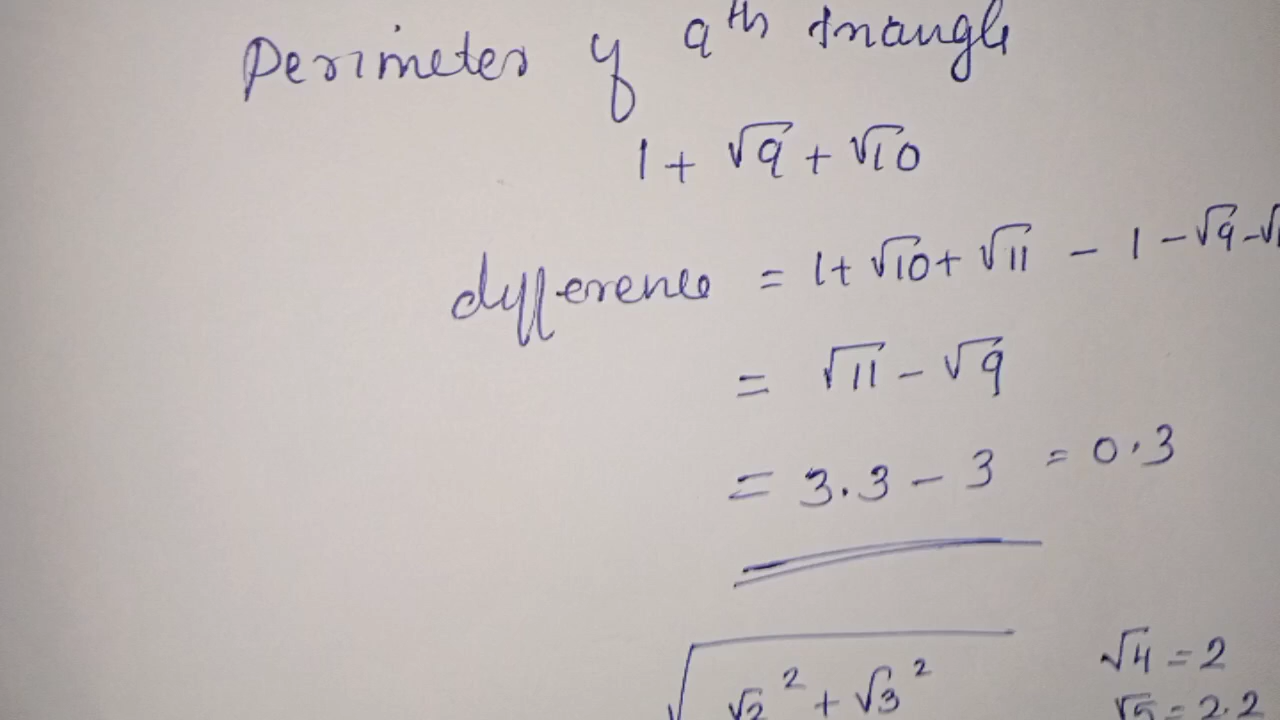 Perimeter of 9th triangle
1 + √9 + √10
difference = 1 + √10 + √11 - 1 - √9 - √1
= √11 - √9
= 3.3 - 3 = 0.3
√4 = 2
√(√2² + √3²)
√5 = 2.2